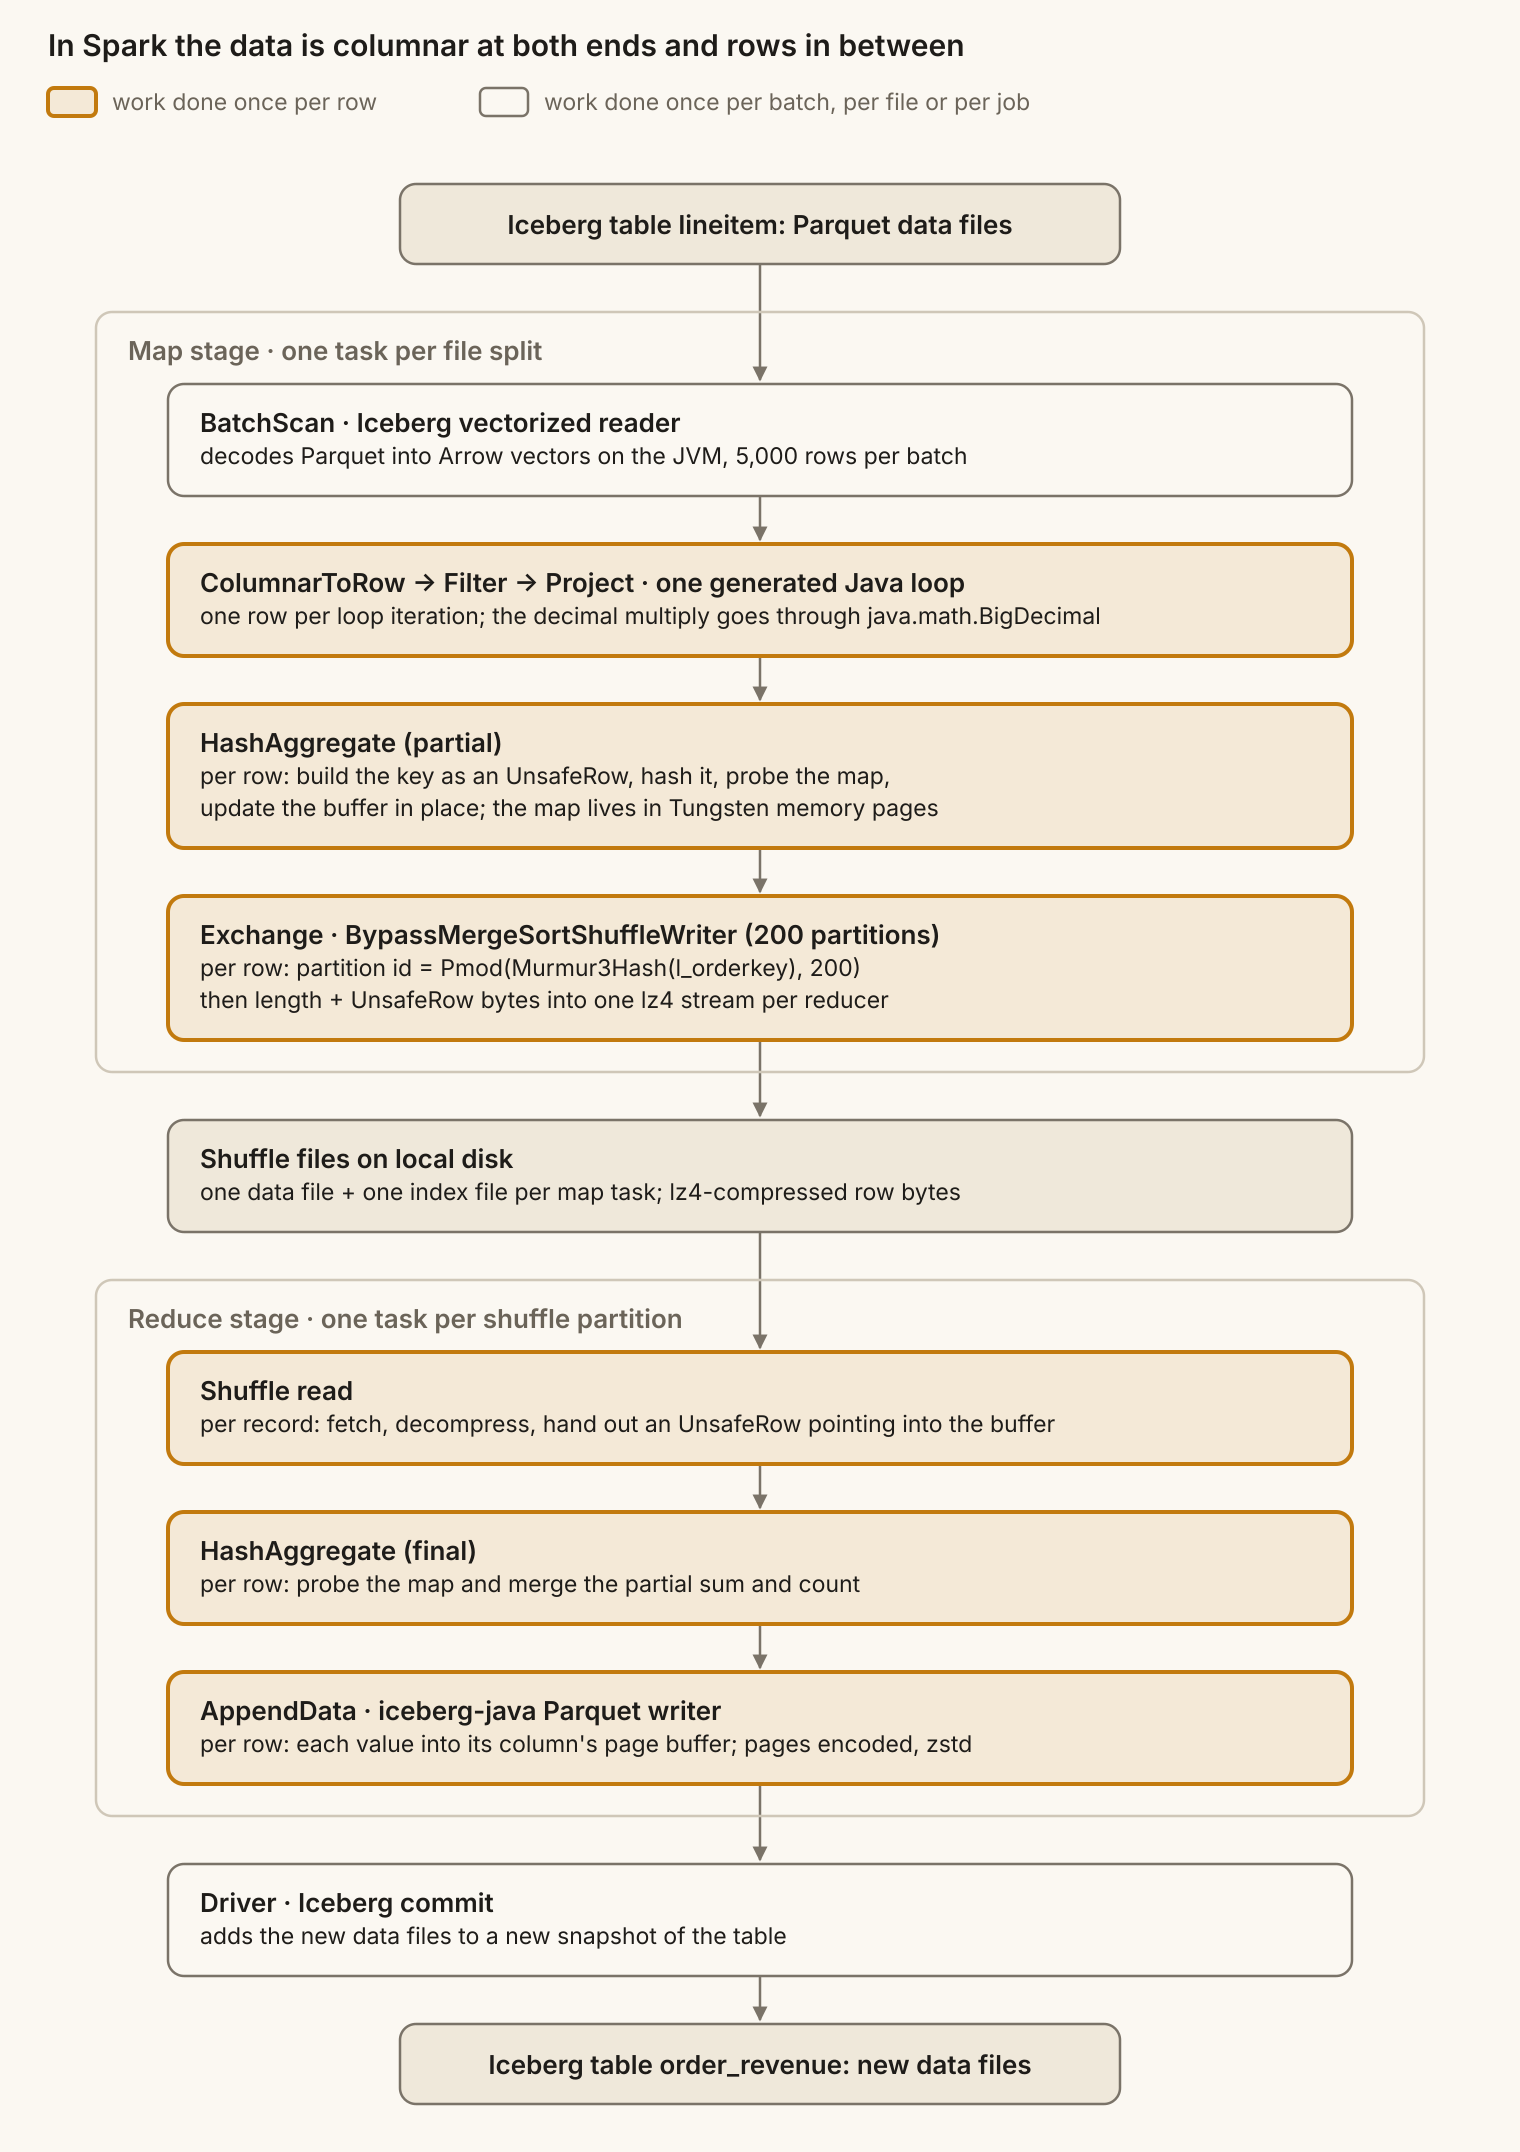 In Spark the data is columnar at both ends and rows in between
work done once per row
work done once per batch, per file or per job
Iceberg table lineitem: Parquet data files
Map stage · one task per file split
BatchScan · Iceberg vectorized reader
decodes Parquet into Arrow vectors on the JVM, 5,000 rows per batch
ColumnarToRow → Filter → Project · one generated Java loop
one row per loop iteration; the decimal multiply goes through java.math.BigDecimal
HashAggregate (partial)
per row: build the key as an UnsafeRow, hash it, probe the map,
update the buffer in place; the map lives in Tungsten memory pages
Exchange · BypassMergeSortShuffleWriter (200 partitions)
per row: partition id = Pmod(Murmur3Hash(l_orderkey), 200)
then length + UnsafeRow bytes into one lz4 stream per reducer
Shuffle files on local disk
one data file + one index file per map task; lz4-compressed row bytes
Reduce stage · one task per shuffle partition
Shuffle read
per record: fetch, decompress, hand out an UnsafeRow pointing into the buffer
HashAggregate (final)
per row: probe the map and merge the partial sum and count
AppendData · iceberg-java Parquet writer
per row: each value into its column's page buffer; pages encoded, zstd
Driver · Iceberg commit
adds the new data files to a new snapshot of the table
Iceberg table order_revenue: new data files